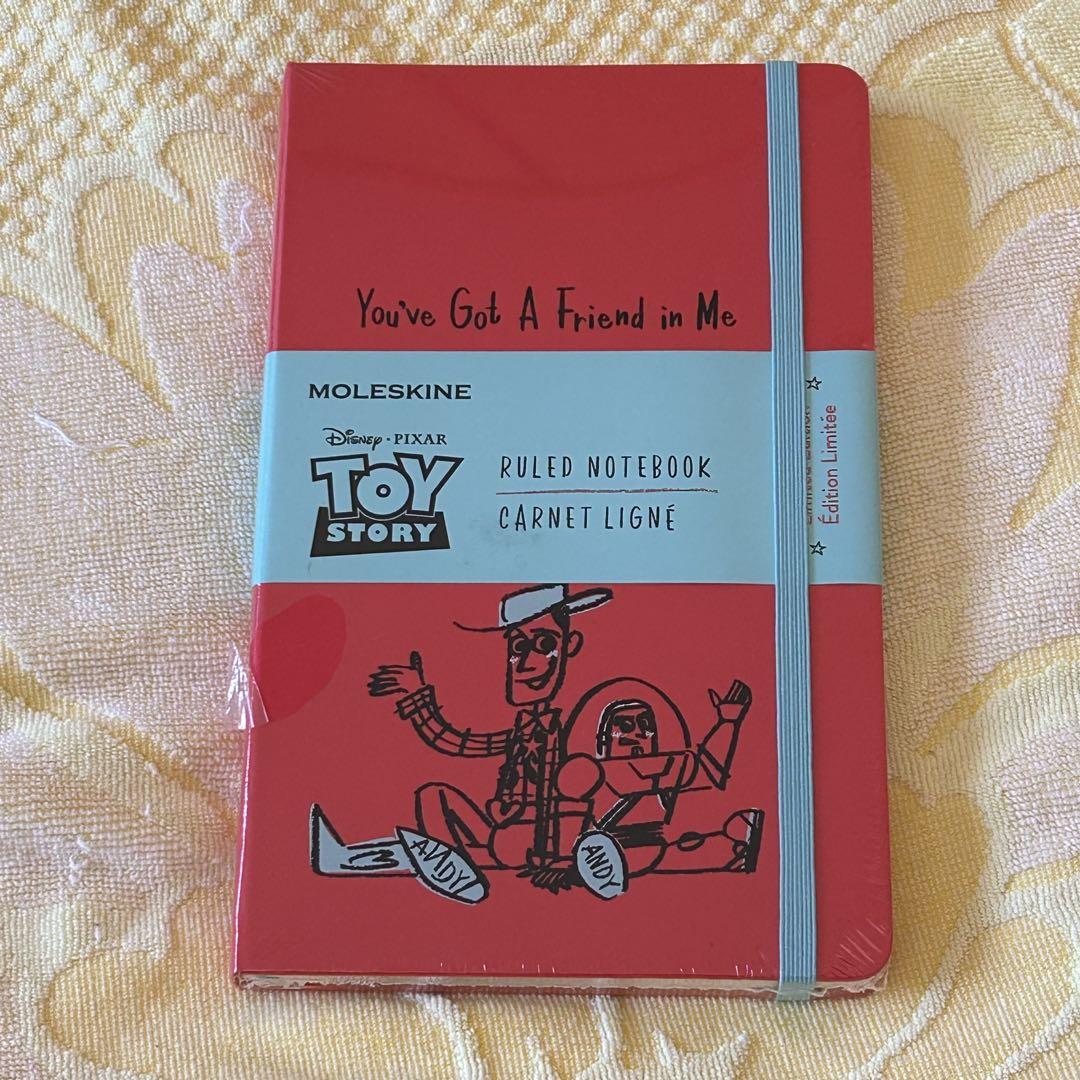 You've Got A Friend in Me
MOLESKINE
Disney · PIXAR
TOY
STORY
RULED NOTEBOOK
CARNET LIGNÉ
Édition Limitée
ANDY
ANDY